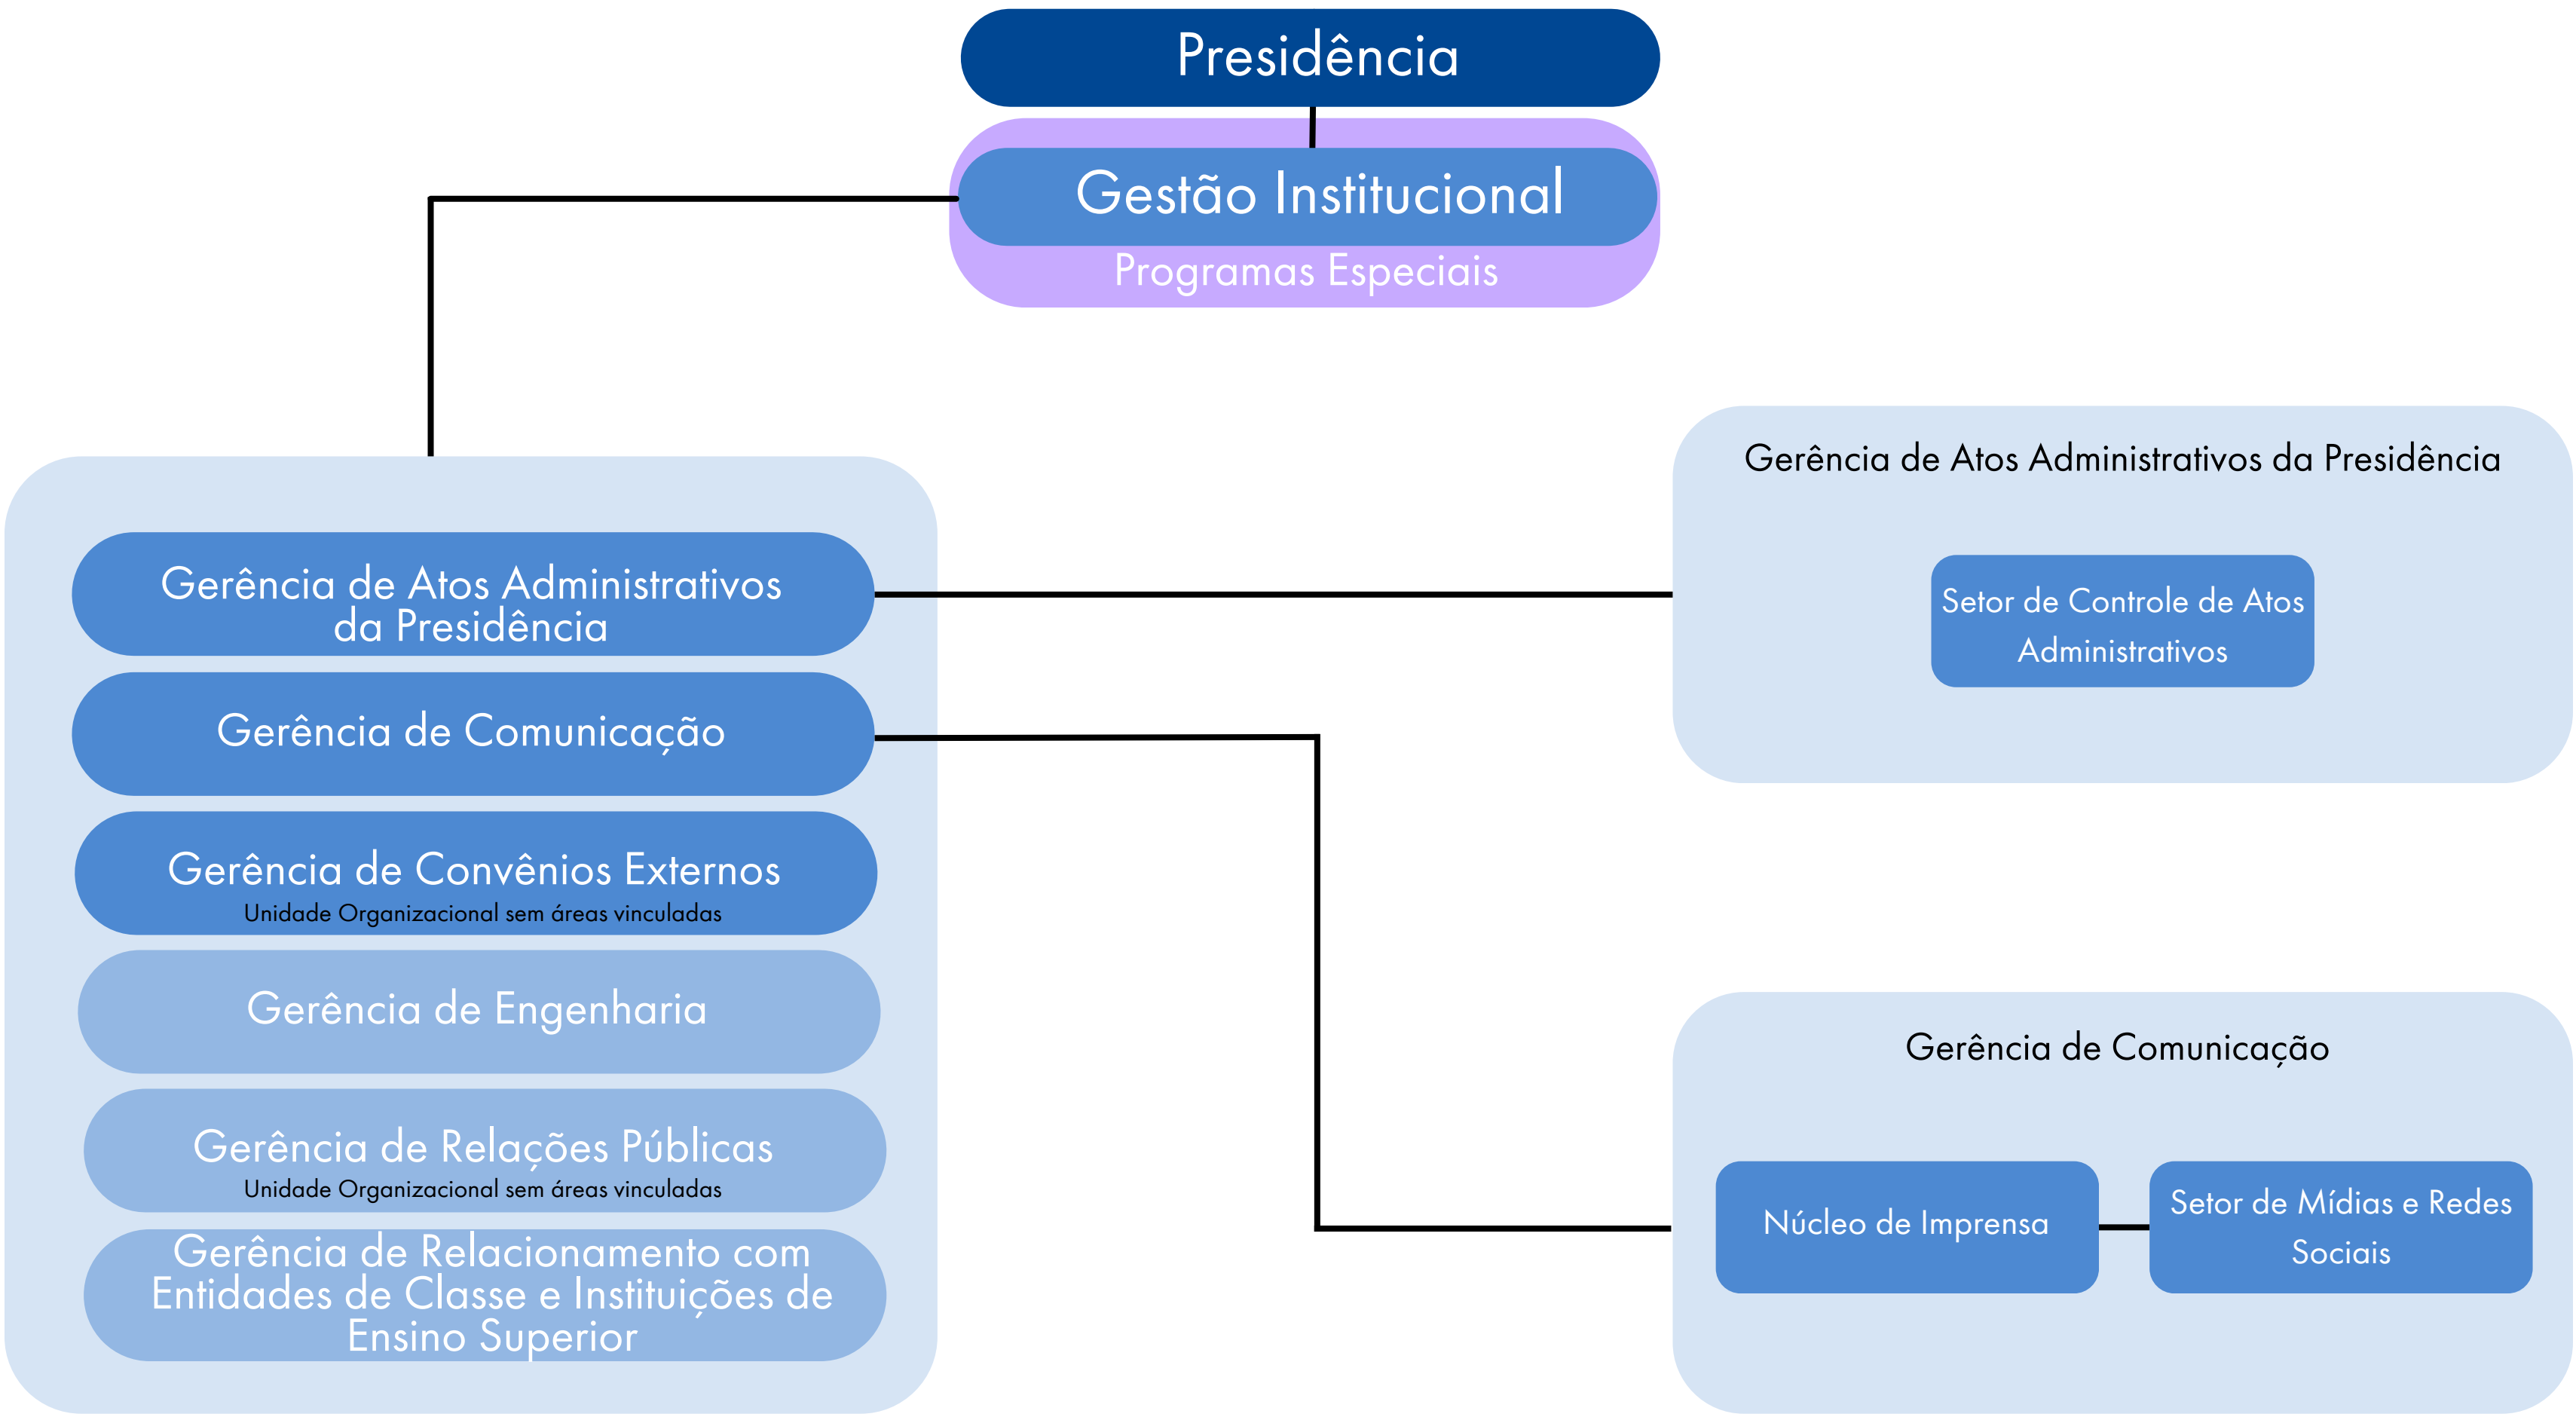 Presidência
Gestão Institucional
Programas Especiais
Gerência de Atos Administrativos
da Presidência
Gerência de Comunicação
Gerência de Convênios Externos
Unidade Organizacional sem áreas vinculadas
Gerência de Engenharia
Gerência de Relações Públicas
Unidade Organizacional sem áreas vinculadas
Gerência de Relacionamento com
Entidades de Classe e Instituições de
Ensino Superior
Gerência de Atos Administrativos da Presidência
Setor de Controle de Atos
Administrativos
Gerência de Comunicação
Núcleo de Imprensa
Setor de Mídias e Redes
Sociais